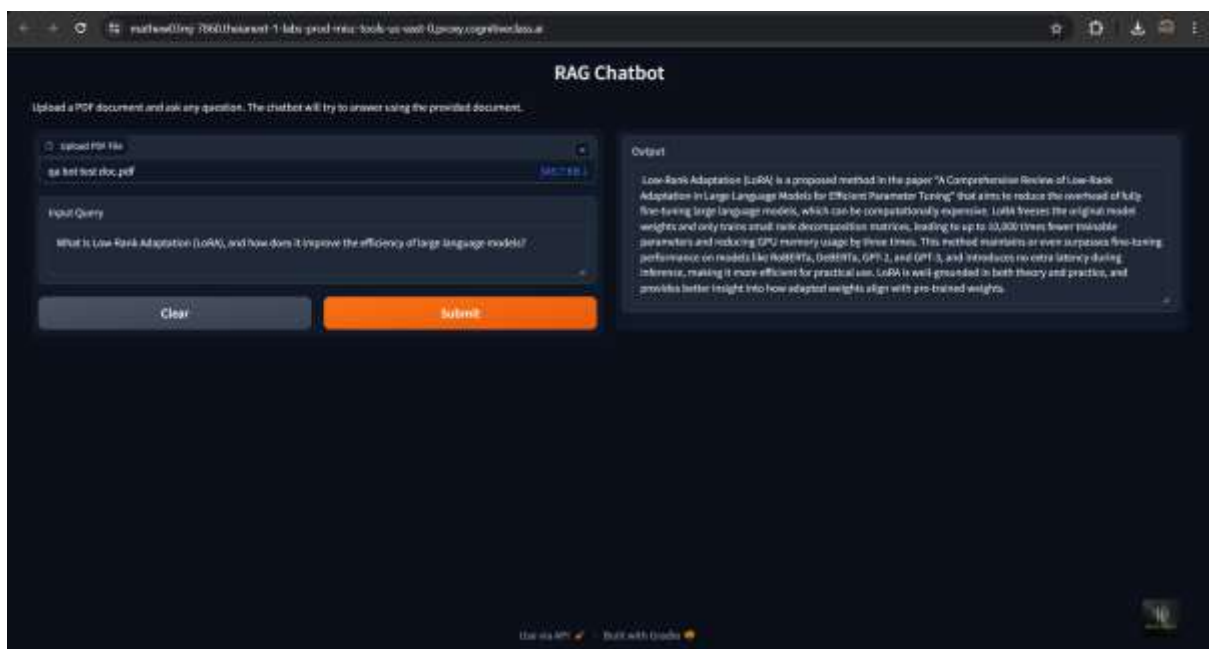 RAG Chatbot
Upload a PDF document and ask any question. The chatbot will try to answer using the provided document.
Upload PDF File
qa bot test doc.pdf
Input Query
What is Low-Rank Adaptation (LoRA), and how does it improve the efficiency of large language models?
Clear
Submit
Output
Low-Rank Adaptation (LoRA) is a proposed method in the paper "A Comprehensive Review of Low-Rank
Adaptation in Large Language Models for Efficient Parameter Tuning" that aims to reduce the overhead of fully
fine-tuning large language models, which can be computationally expensive. LoRA freezes the original model
weights and only trains small rank decomposition matrices, leading to up to 10,000 times fewer trainable
parameters and reducing GPU memory usage by three times. This method maintains or even surpasses fine-tuning
performance on models like RoBERTa, DeBERTa, GPT-2, and GPT-3, and introduces no extra latency during
inference, making it more efficient for practical use. LoRA is well-grounded in both theory and practice, and
provides better insight into how adapted weights align with pre-trained weights.
Use via API
Built with Gradio